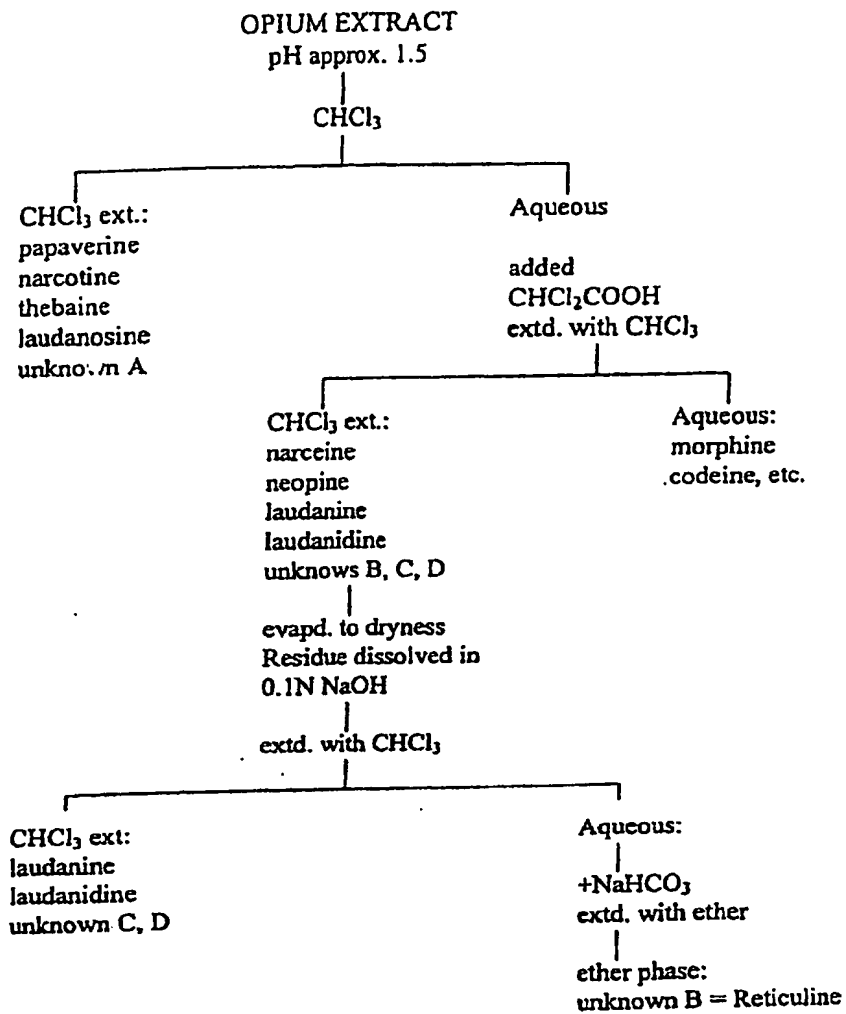 OPIUM EXTRACT
pH approx. 1.5
CHCl₃
CHCl₃ ext.:
papaverine
narcotine
thebaine
laudanosine
unknown A
Aqueous
added
CHCl₂COOH
extd. with CHCl₃
CHCl₃ ext.:
narceine
neopine
laudanine
laudanidine
unknows B, C, D
Aqueous:
morphine
codeine, etc.
evapd. to dryness
Residue dissolved in
0.1N NaOH
extd. with CHCl₃
CHCl₃ ext:
laudanine
laudanidine
unknown C, D
Aqueous:
+NaHCO₃
extd. with ether
ether phase:
unknown B = Reticuline